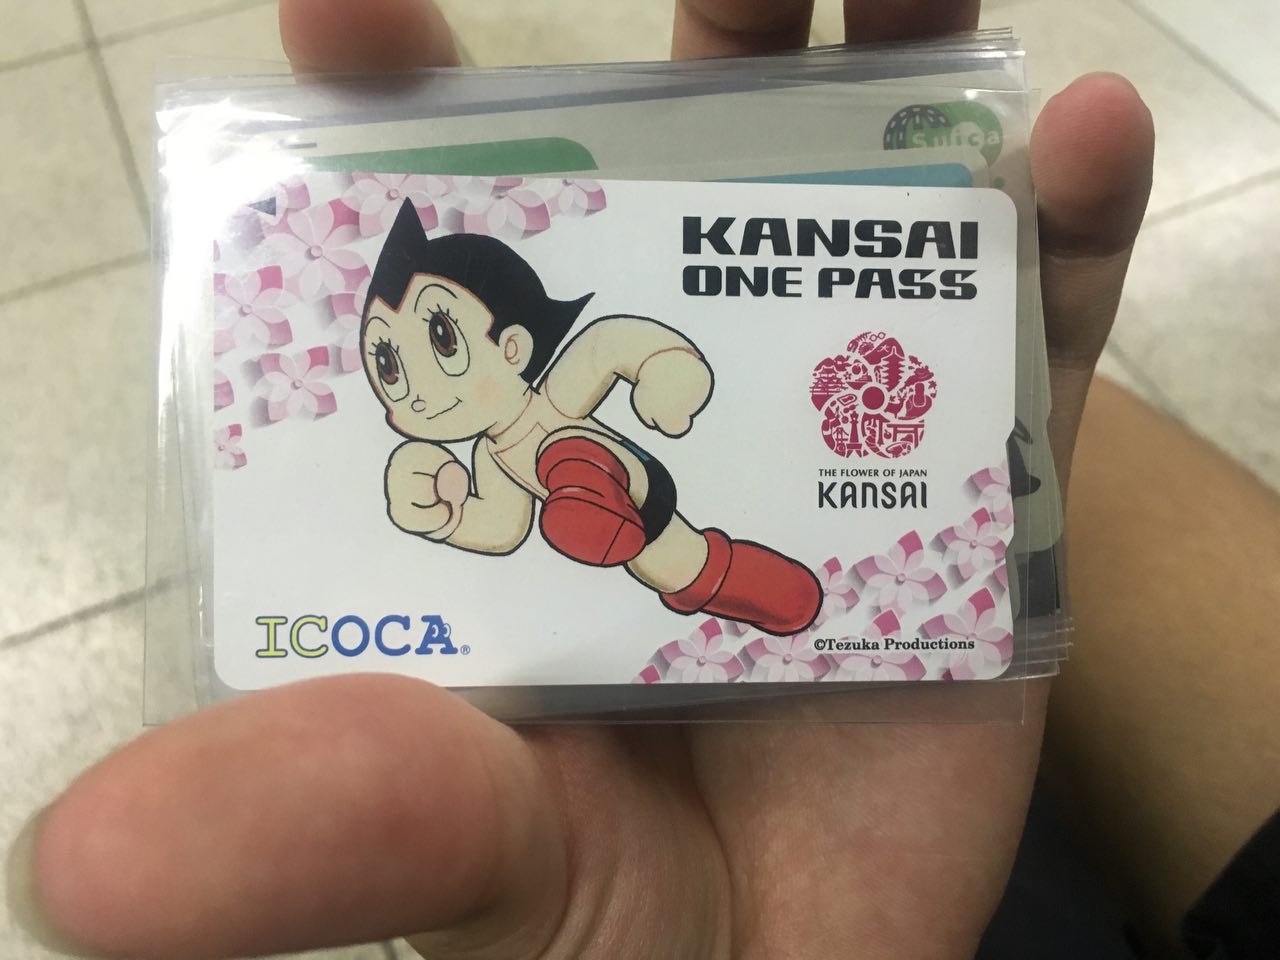 Suica
KANSAI
ONE PASS
THE FLOWER OF JAPAN
KANSAI
ICOCA®
©Tezuka Productions